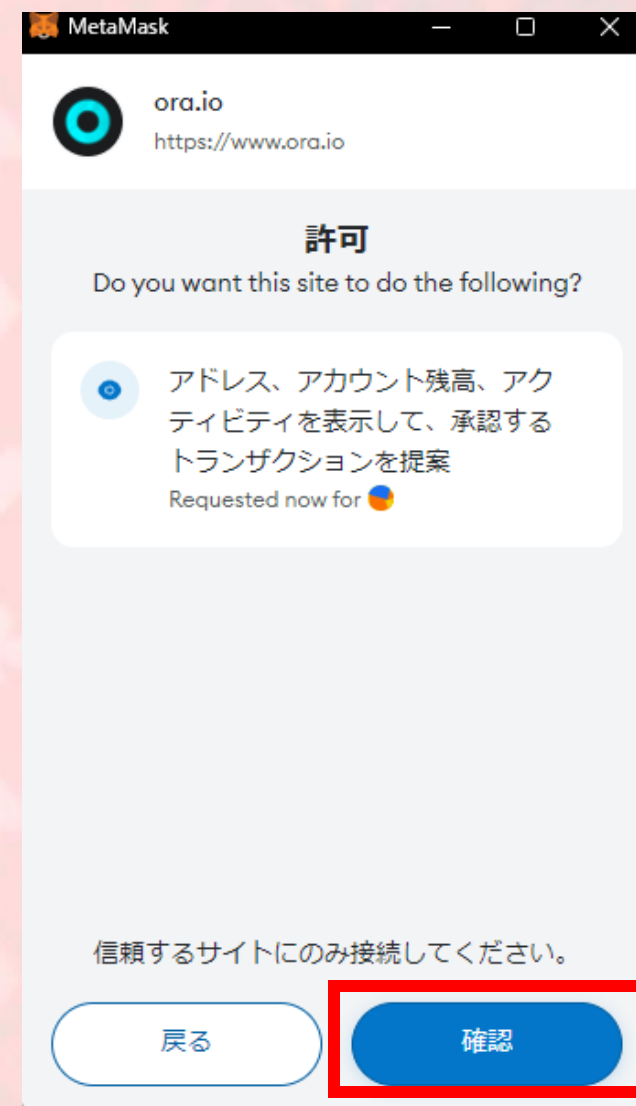 MetaMask
ora.io
https://www.ora.io
許可
Do you want this site to do the following?
アドレス、アカウント残高、アク
ティビティを表示して、承認する
トランザクションを提案
Requested now for
信頼するサイトにのみ接続してください。
戻る
確認